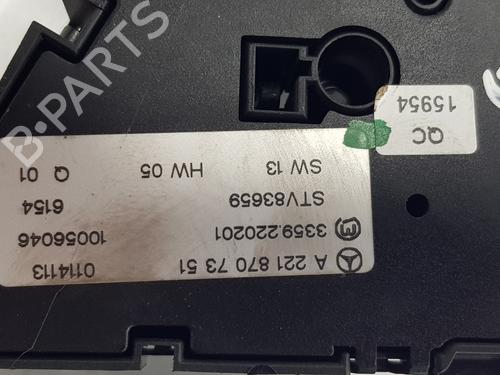 A 221 870 73 51 0114113
3359.220201 10056046
STV83659 6154
SW 13 HW 05 Q 01
QC
15954
B-PARTS